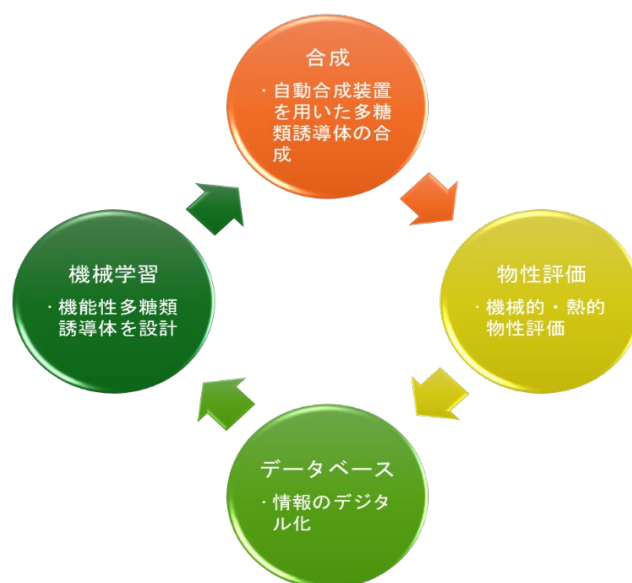 合成
・自動合成装置
を用いた多糖
類誘導体の合
成
物性評価
・機械的・熱的
物性評価
データベース
・情報のデジタ
ル化
機械学習
・機能性多糖類
誘導体を設計